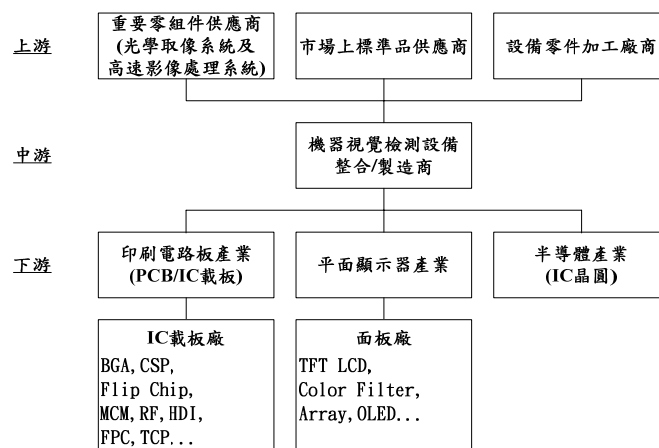 上游
重要零組件供應商
(光學取像系統及
高速影像處理系統)
市場上標準品供應商
設備零件加工廠商
中游
機器視覺檢測設備
整合/製造商
下游
印刷電路板產業
(PCB/IC載板)
平面顯示器產業
半導體產業
(IC晶圓)
IC載板廠
BGA,CSP,
Flip Chip,
MCM,RF,HDI,
FPC,TCP...
面板廠
TFT LCD,
Color Filter,
Array,OLED...